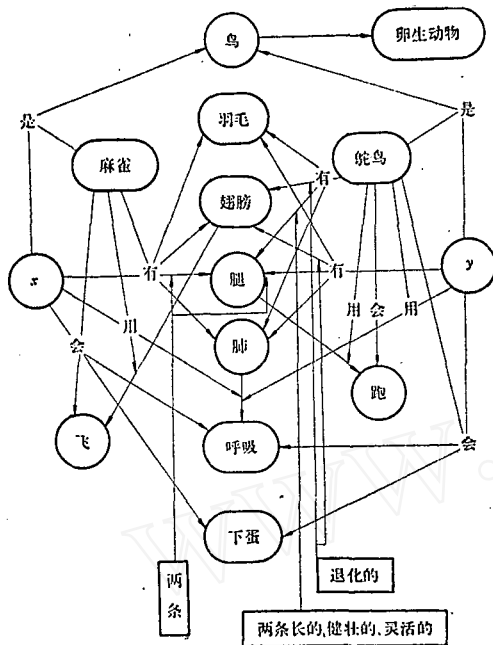 鸟
卵生动物
是
是
羽毛
麻雀
鸵鸟
有
翅膀
x
有
腿
有
y
肺
用
用
会
用
会
跑
飞
呼吸
会
下蛋
两
条
退化的
两条长的,健壮的、灵活的
WWW.